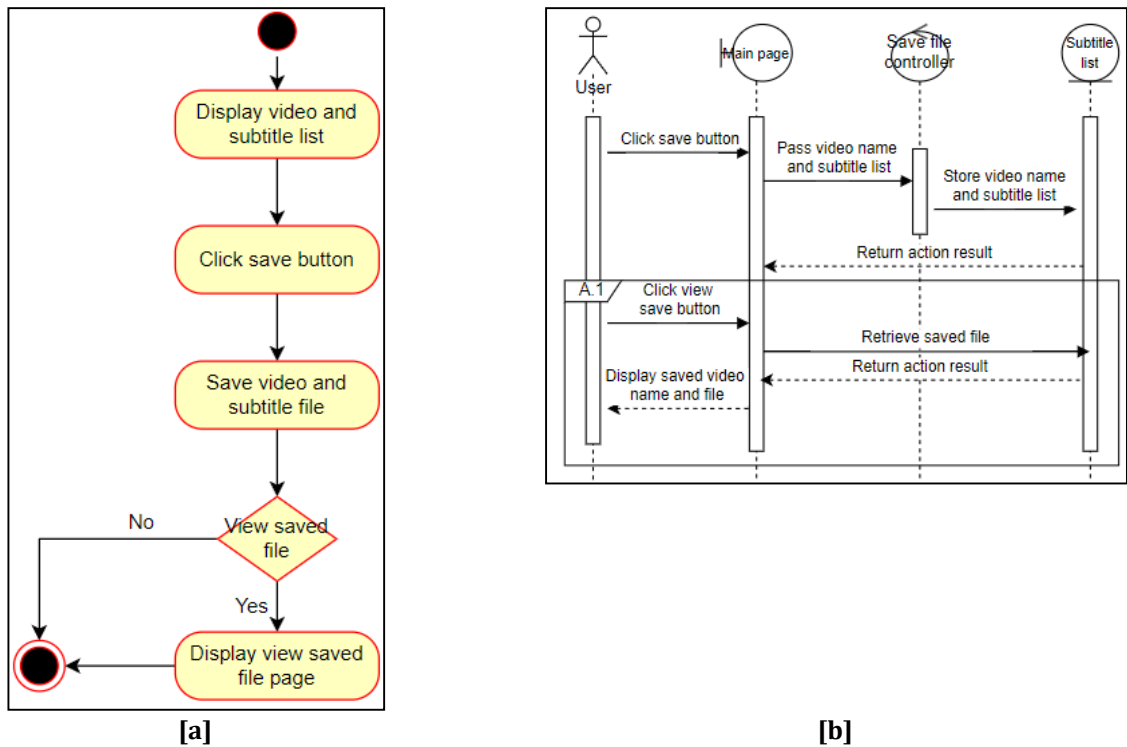 Display video and
subtitle list
Click save button
Save video and
subtitle file
View saved
file
No
Yes
Display view saved
file page
[a]
User
Main page
Save file
controller
Subtitle
list
Click save button
Pass video name
and subtitle list
Store video name
and subtitle list
Return action result
A.1
Click view
save button
Retrieve saved file
Return action result
Display saved video
name and file
[b]